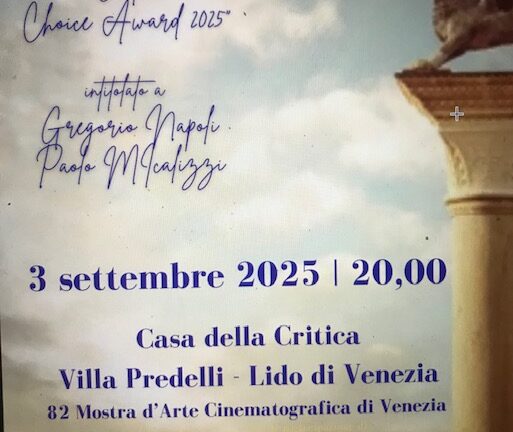 Choice Award 2025"
intitolato a
Gregorio Napoli
Paolo MIcalizzi
3 settembre 2025 | 20,00
Casa della Critica
Villa Predelli - Lido di Venezia
82 Mostra d'Arte Cinematografica di Venezia